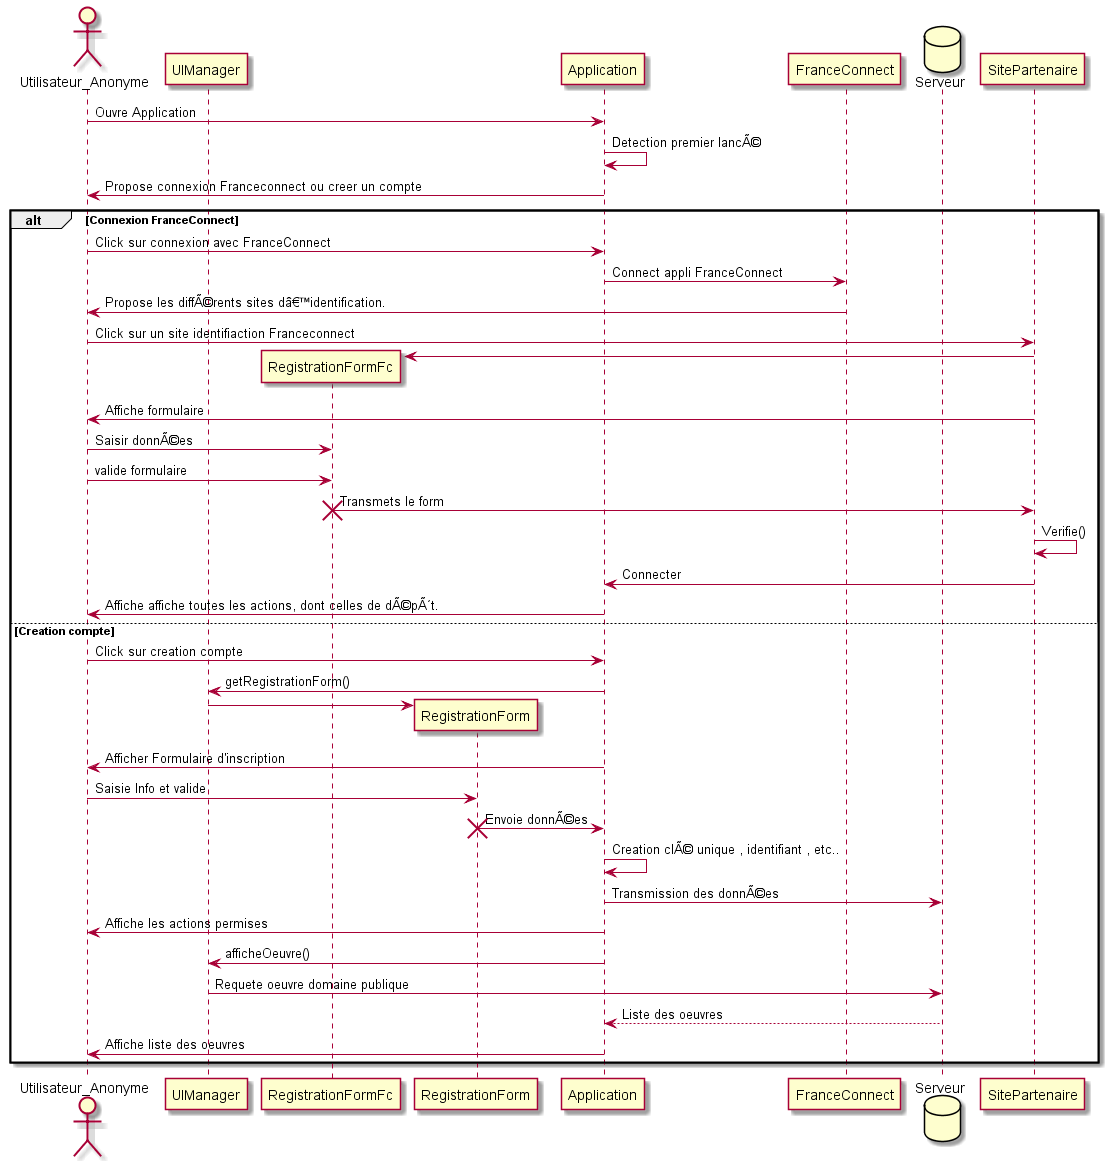 Utilisateur_Anonyme
UIManager
Application
FranceConnect
Serveur
SitePartenaire
Ouvre Application
Detection premier lancÃ©
Propose connexion Franceconnect ou creer un compte
alt
[Connexion FranceConnect]
Click sur connexion avec FranceConnect
Connect appli FranceConnect
Propose les diffÃ©rents sites dâ€™identification.
Click sur un site identifiaction Franceconnect
RegistrationFormFc
Affiche formulaire
Saisir donnÃ©es
valide formulaire
Transmets le form
Verifie()
Connecter
Affiche affiche toutes les actions, dont celles de dÃ©pÃ´t.
[Creation compte]
Click sur creation compte
getRegistrationForm()
RegistrationForm
Afficher Formulaire d'inscription
Saisie Info et valide
Envoie donnÃ©es
Creation clÃ© unique , identifiant , etc..
Transmission des donnÃ©es
Affiche les actions permises
afficheOeuvre()
Requete oeuvre domaine publique
Liste des oeuvres
Affiche liste des oeuvres
Utilisateur_Anonyme
UIManager
RegistrationFormFc
RegistrationForm
Application
FranceConnect
Serveur
SitePartenaire